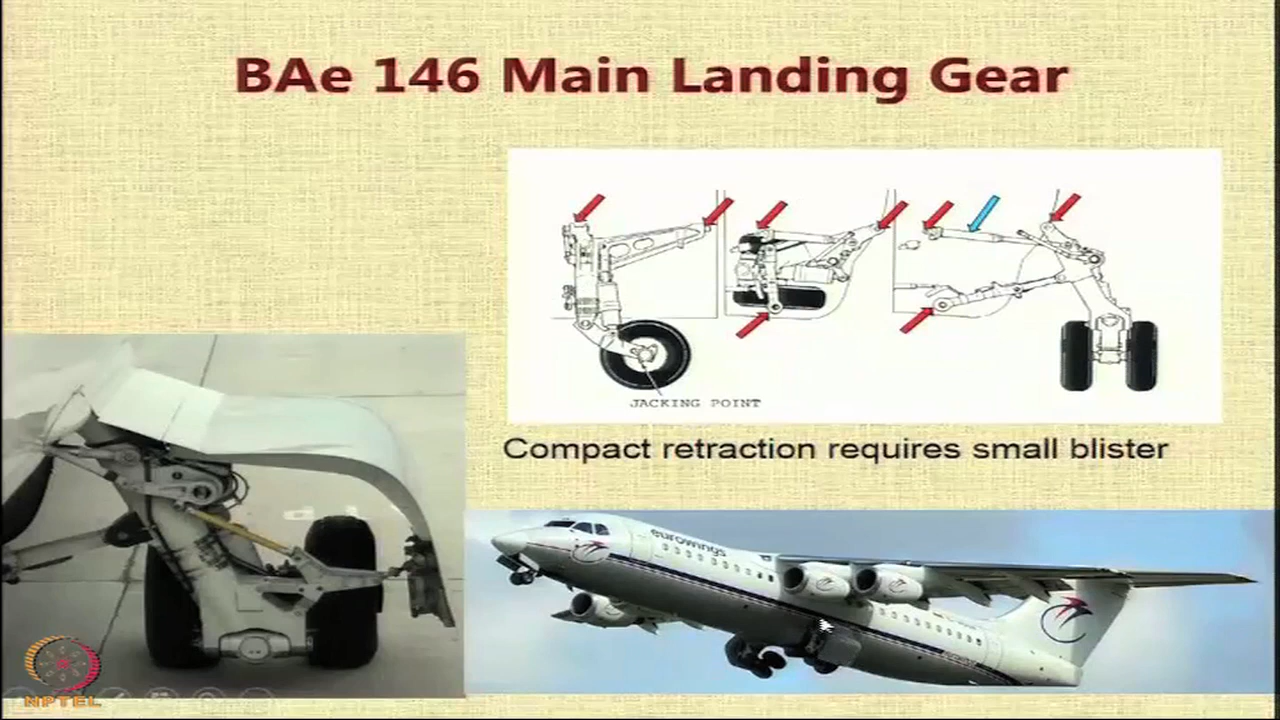 BAe 146 Main Landing Gear
JACKING POINT
Compact retraction requires small blister
eurowings
NPTEL